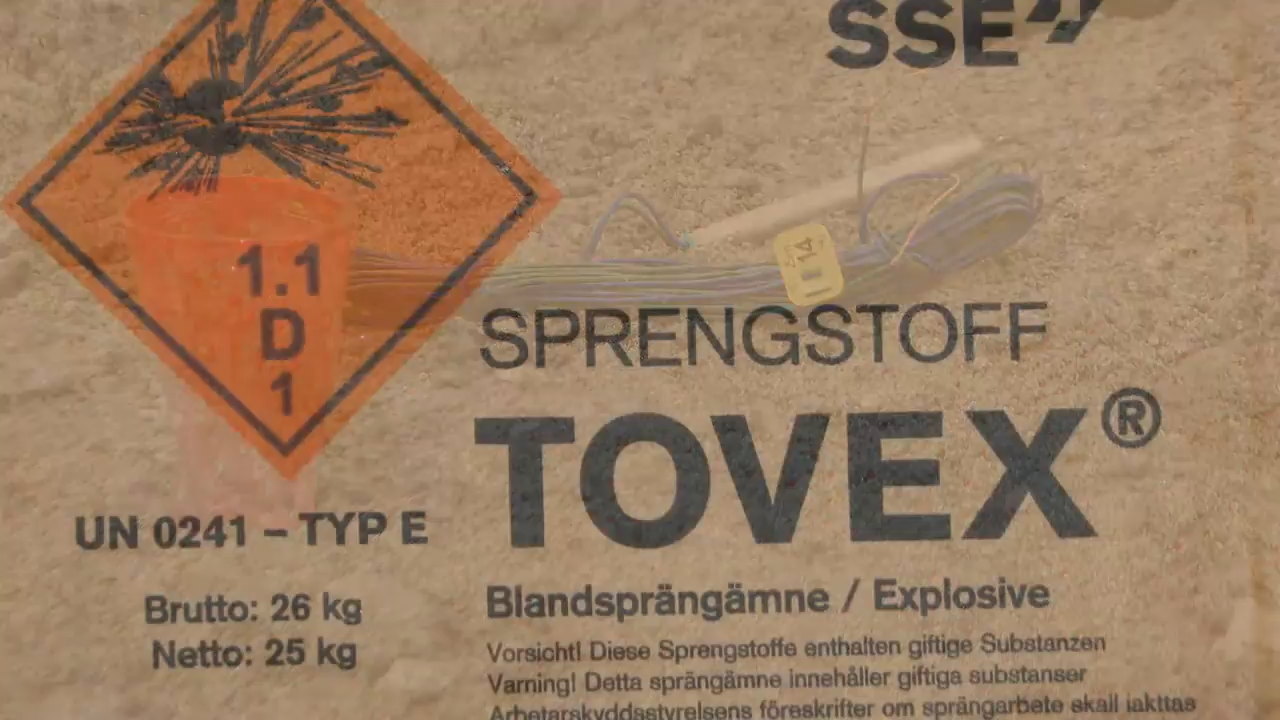 SSE
1.1
D
1
14
SPRENGSTOFF
TOVEX®
UN 0241 – TYP E
Brutto: 26 kg
Netto: 25 kg
Blandsprängämne / Explosive
Vorsicht! Diese Sprengstoffe enthalten giftige Substanzen
Varning! Detta sprängämne innehåller giftiga substanser
Arbetarskyddsstyrelsens föreskrifter om sprängarbete skall iakttas